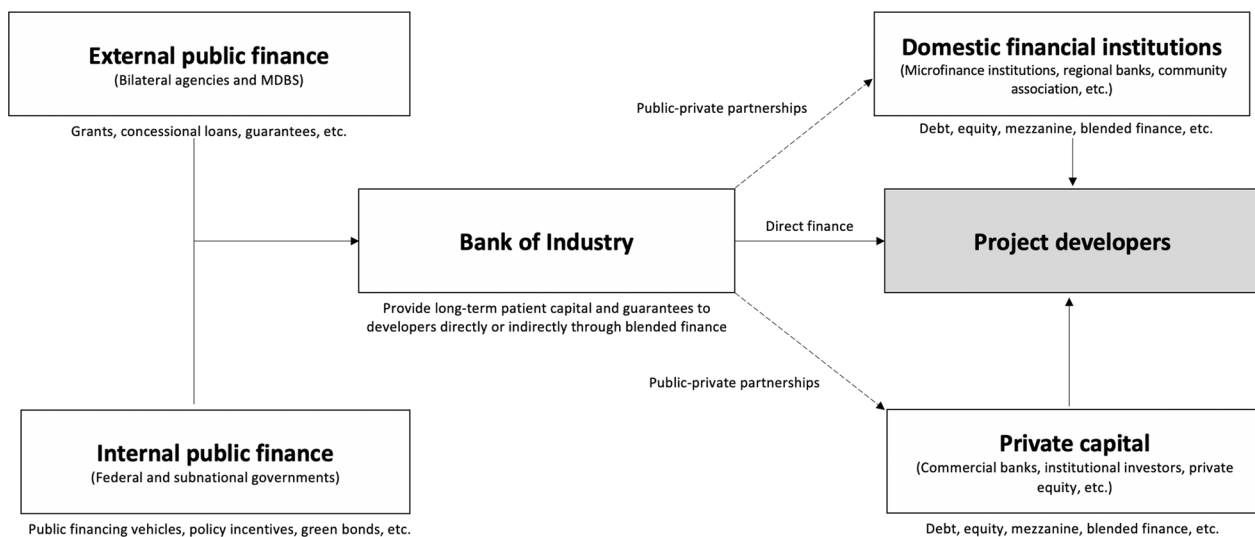 External public finance
(Bilateral agencies and MDBS)
Grants, concessional loans, guarantees, etc.
Domestic financial institutions
(Microfinance institutions, regional banks, community
association, etc.)
Debt, equity, mezzanine, blended finance, etc.
Public-private partnerships
Bank of Industry
Provide long-term patient capital and guarantees to
developers directly or indirectly through blended finance
Direct finance
Project developers
Public-private partnerships
Internal public finance
(Federal and subnational governments)
Public financing vehicles, policy incentives, green bonds, etc.
Private capital
(Commercial banks, institutional investors, private
equity, etc.)
Debt, equity, mezzanine, blended finance, etc.